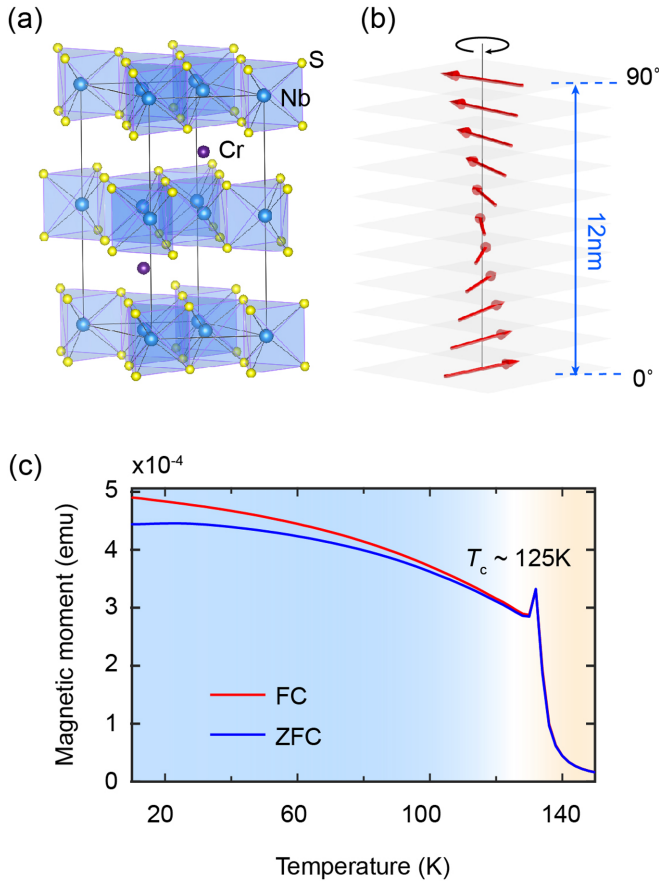 (a)
S
Nb
Cr
(b)
90°
12nm
0°
(c)
x10⁻⁴
5
4
3
2
1
0
Magnetic moment (emu)
Tc ~ 125K
FC
ZFC
20 60 100 140
Temperature (K)